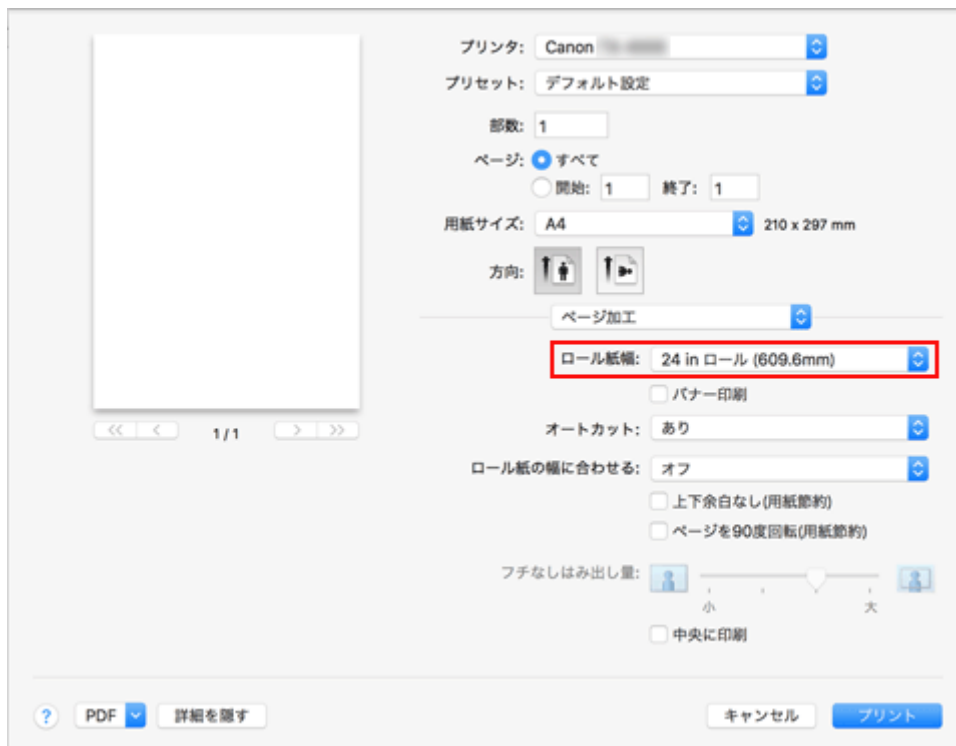 プリンタ: Canon
プリセット: デフォルト設定
部数: 1
ページ: すべて
開始: 1 終了: 1
用紙サイズ: A4 210 x 297 mm
方向:
ページ加工
ロール紙幅: 24 in ロール (609.6mm)
バナー印刷
1 / 1
オートカット: あり
ロール紙の幅に合わせる: オフ
上下余白なし(用紙節約)
ページを90度回転(用紙節約)
フチなしはみ出し量:
小 大
中央に印刷
? PDF 詳細を隠す キャンセル プリント